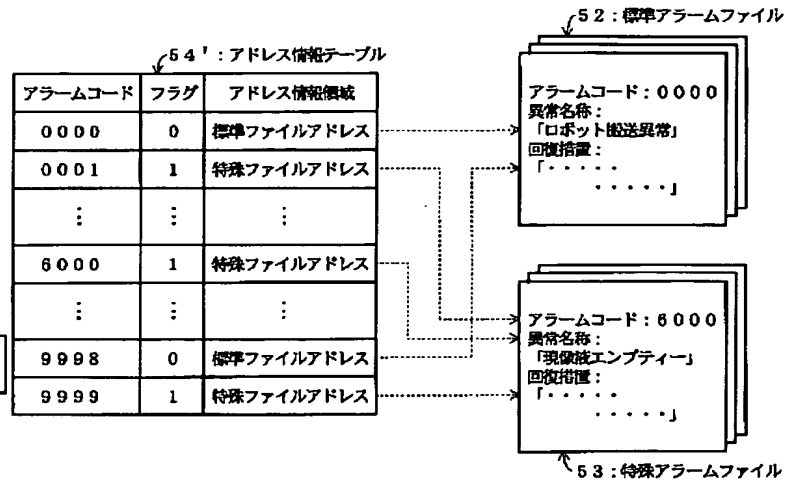 54'：アドレス情報テーブル
アラームコード フラグ アドレス情報領域
0000 0 標準ファイルアドレス
0001 1 特殊ファイルアドレス
⋮ ⋮ ⋮
6000 1 特殊ファイルアドレス
⋮ ⋮ ⋮
9998 0 標準ファイルアドレス
9999 1 特殊ファイルアドレス
52：標準アラームファイル
アラームコード：0000
異常名称：
「ロボット搬送異常」
回復措置：
「・・・・・
・・・・・」
アラームコード：6000
異常名称：
「現像液エンプティー」
回復措置：
「・・・・・
・・・・・」
53：特殊アラームファイル